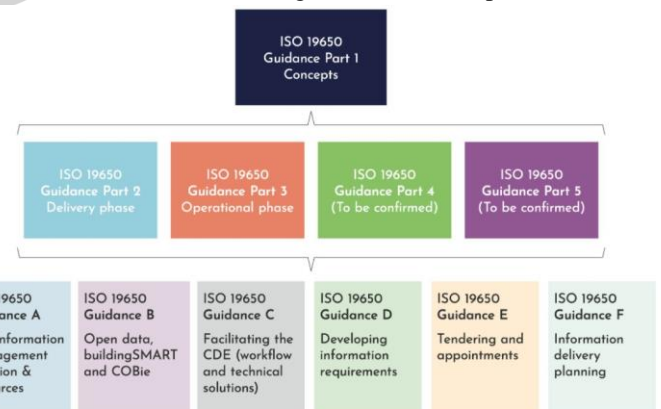 ISO 19650
Guidance Part 1
Concepts
ISO 19650
Guidance Part 2
Delivery phase
ISO 19650
Guidance Part 3
Operational phase
ISO 19650
Guidance Part 4
(To be confirmed)
ISO 19650
Guidance Part 5
(To be confirmed)
19650
ance A
nformation
agement
ion &
rces
ISO 19650
Guidance B
Open data,
buildingSMART
and COBie
ISO 19650
Guidance C
Facilitating the
CDE (workflow
and technical
solutions)
ISO 19650
Guidance D
Developing
information
requirements
ISO 19650
Guidance E
Tendering and
appointments
ISO 19650
Guidance F
Information
delivery
planning